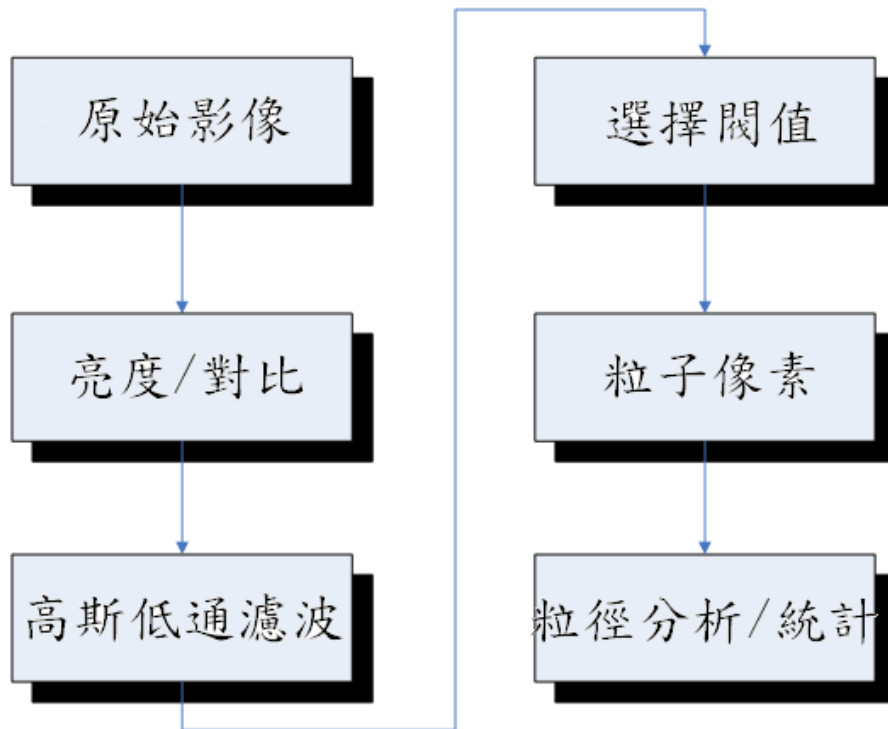 原始影像
亮度/對比
高斯低通濾波
選擇閥值
粒子像素
粒徑分析/統計